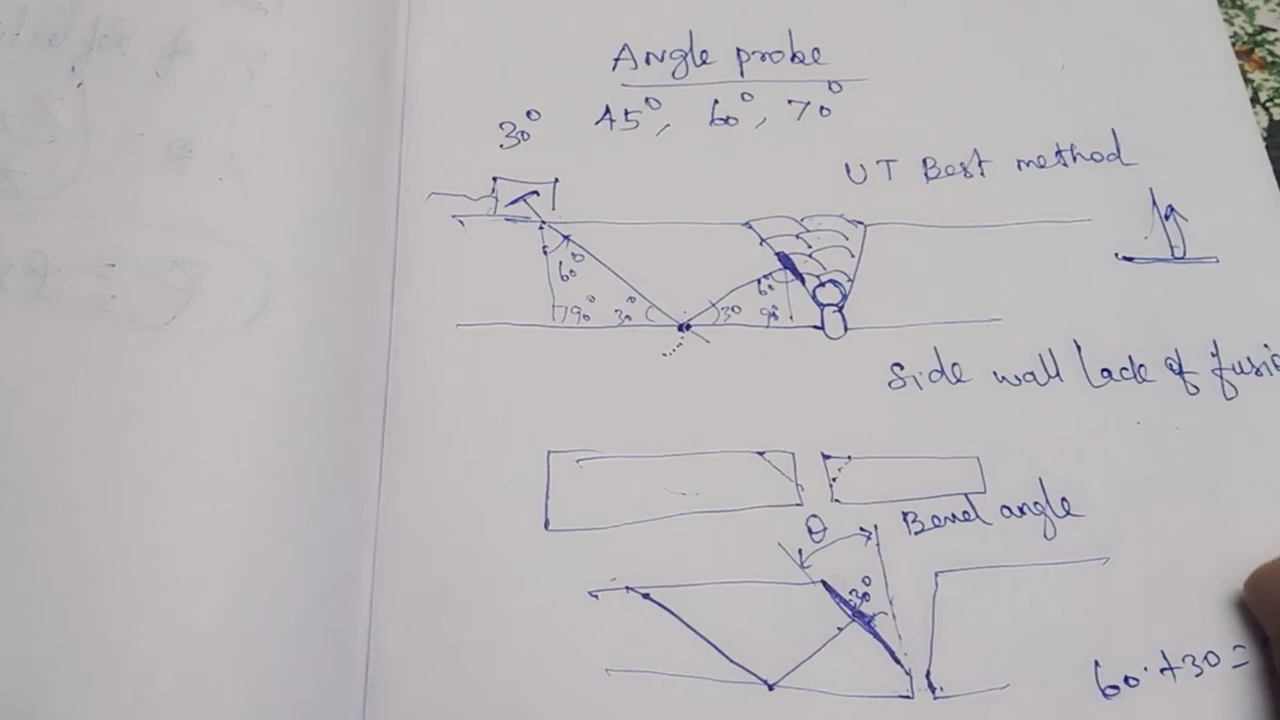 Angle probe
30° 45°, 60°, 70°
UT Best method
60°
90° 30° 30 60 90
Side wall lack of fusi
Bevel angle
θ
30°
60° + 30 =